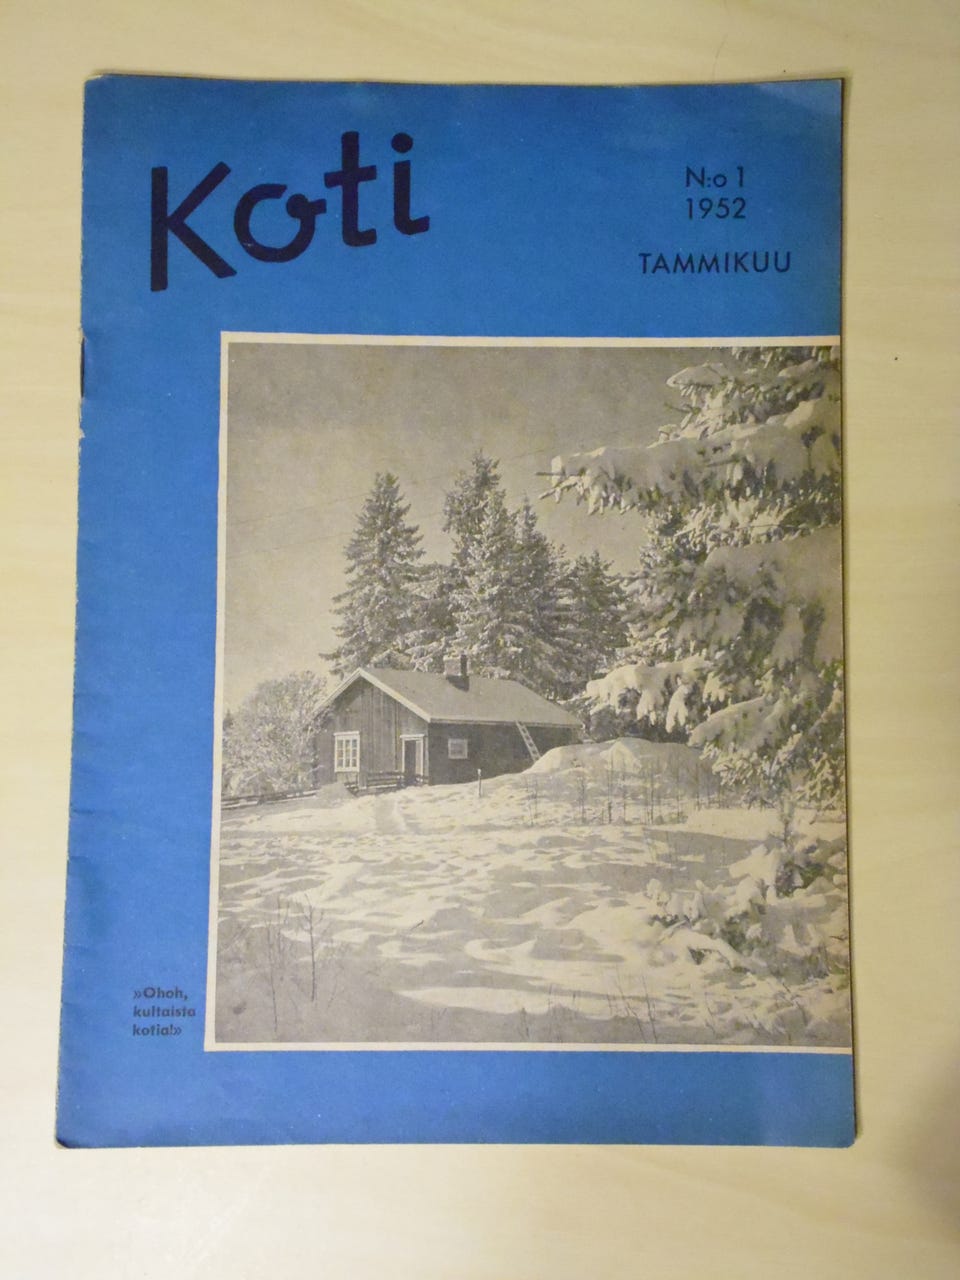 Koti
N:o 1
1952
TAMMIKUU
»Ohoh,
kultaista
kotia!»